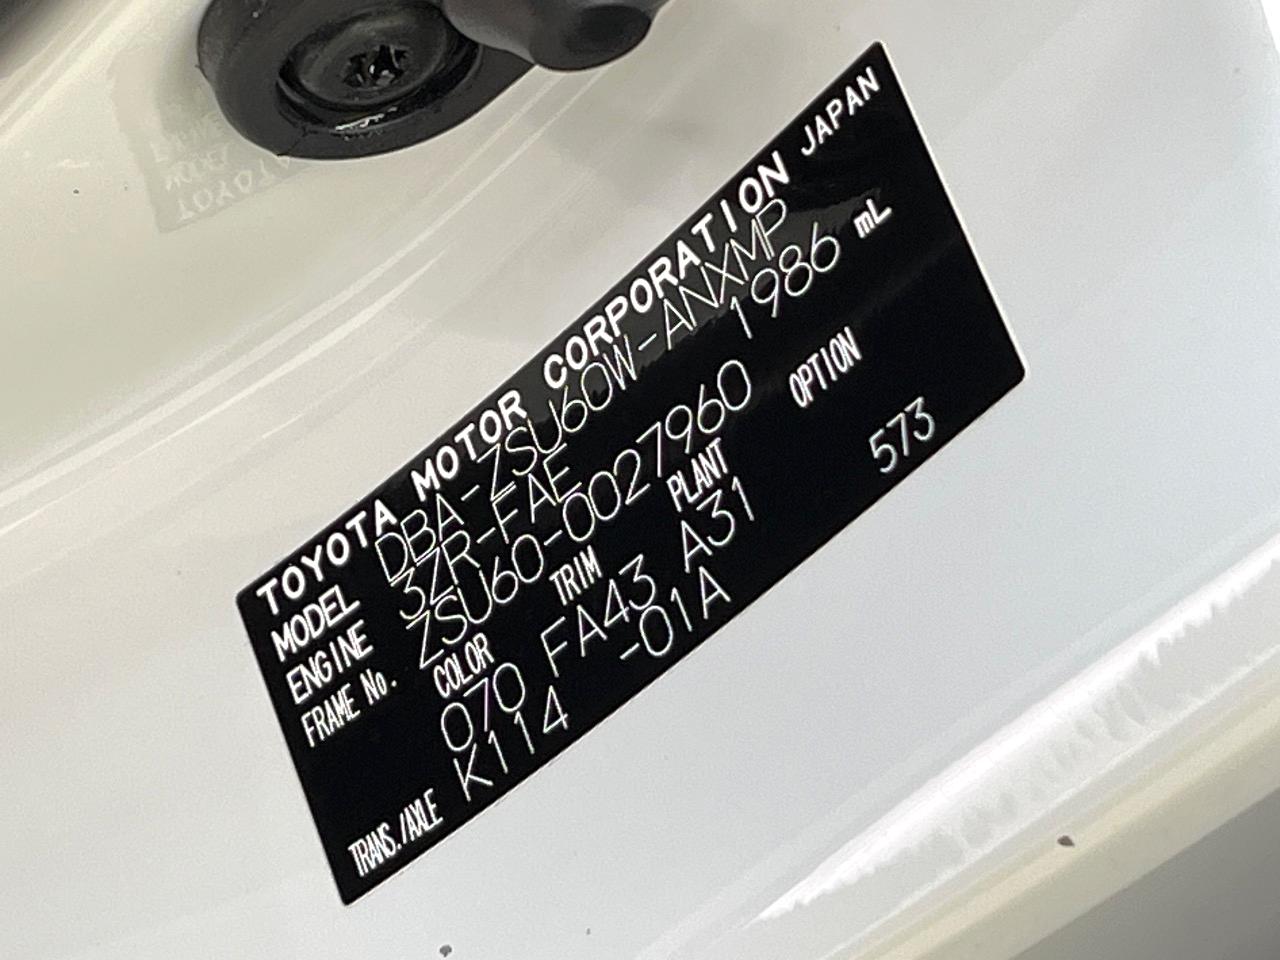 TOYOTA MOTOR CORPORATION JAPAN
MODEL DBA-ZSU60W-ANXMP
ENGINE 3ZR-FAE 1986 mL
FRAME No. ZSU60-0027960
COLOR TRIM PLANT OPTION
070 FA43 A31 573
TRANS./AXLE K114 -01A